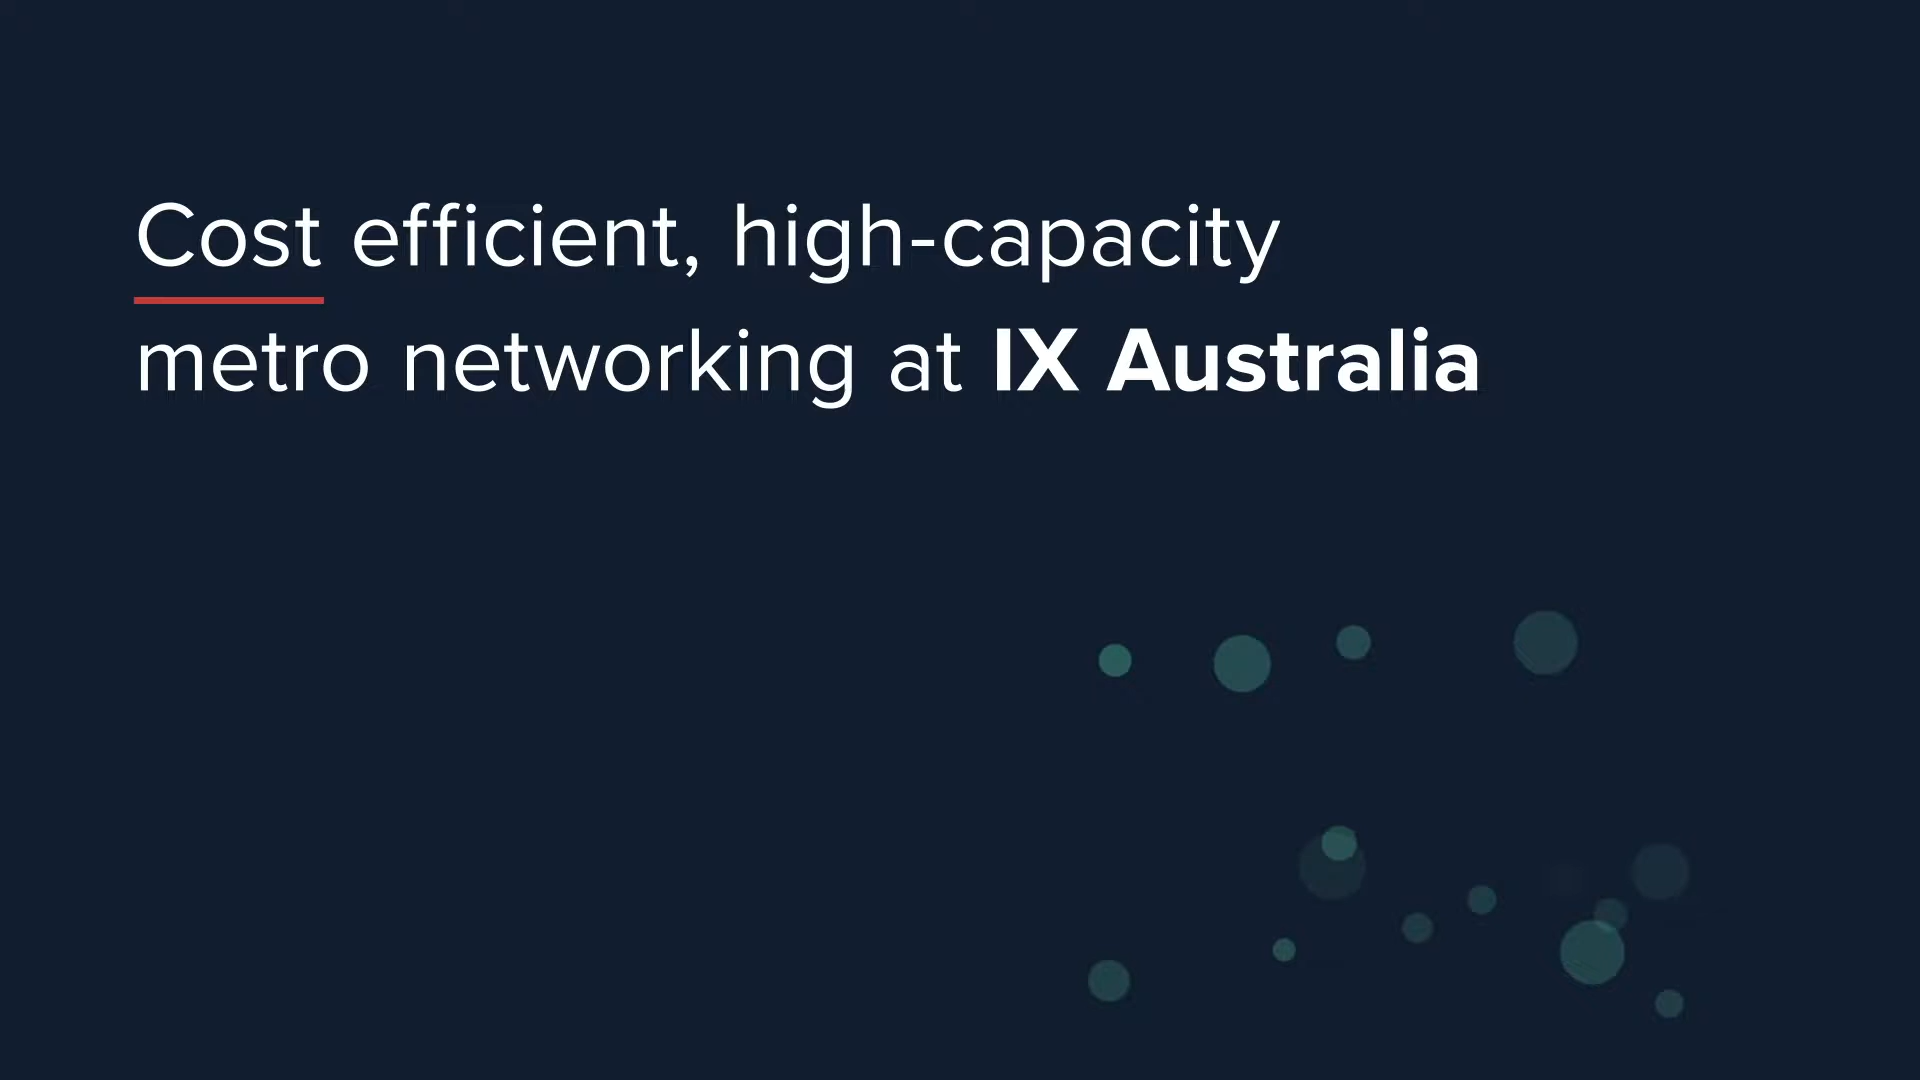 Cost efficient, high-capacity
metro networking at IX Australia